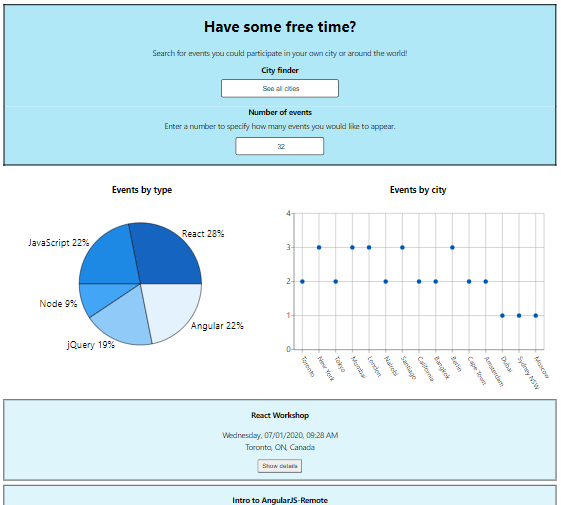 Have some free time?
Search for events you could participate in your own city or around the world!
City finder
See all cities
Number of events
Enter a number to specify how many events you would like to appear.
32
Events by type
React 28%
JavaScript 22%
Node 9%
jQuery 19%
Angular 22%
Events by city
4
3
2
1
0
Toronto
New York
Tokyo
Mumbai
London
Nairobi
Santiago
California
Bangkok
Berlin
Cape Town
Amsterdam
Dubai
Sydney NSW
Moscow
React Workshop
Wednesday, 07/01/2020, 09:28 AM
Toronto, ON, Canada
Show details
Intro to AngularJS-Remote